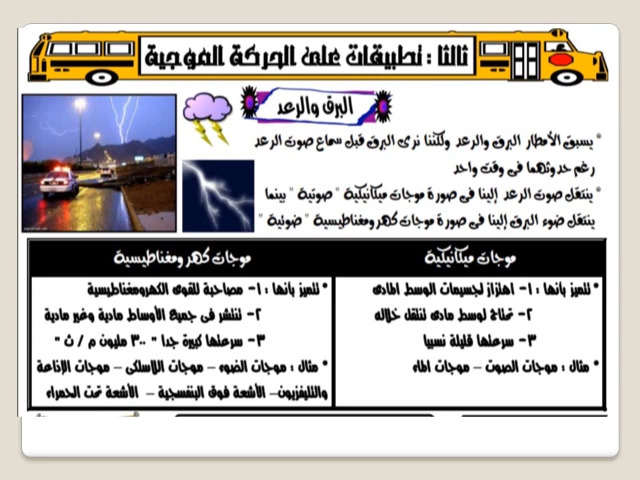 ثالثا : تطبيقات على الحركة الموجية
البرق والرعد
* يسبق الأمطار البرق والرعد ولكننا نرى البرق قبل سماع صوت الرعد
رغم حدوثهما فى وقت واحد
* ينتقل صوت الرعد إلينا فى صورة موجات ميكانيكية " صوتية " بينما
ينتقل ضوء البرق إلينا فى صورة موجات كهرومغناطيسية " ضوئية "
موجات ميكانيكية
* تتميز بأنها : ١- اهتزاز لجسيمات الوسط المادى
٢- تحتاج لوسط مادى تنتقل خلاله
٣- سرعتها قليلة نسبيا
* مثال : موجات الصوت – موجات الماء
موجات كهرومغناطيسية
* تتميز بأنها : ١- مصاحبة للقوى الكهرومغناطيسية
٢- تنتشر فى جميع الأوساط مادية وغير مادية
٣- سرعتها كبيرة جدا " ٣٠٠ مليون م / ث "
* مثال : موجات الضوء – موجات اللاسلكى – موجات الإذاعة
والتليفزيون– الأشعة فوق البنفسجية – الأشعة تحت الحمراء